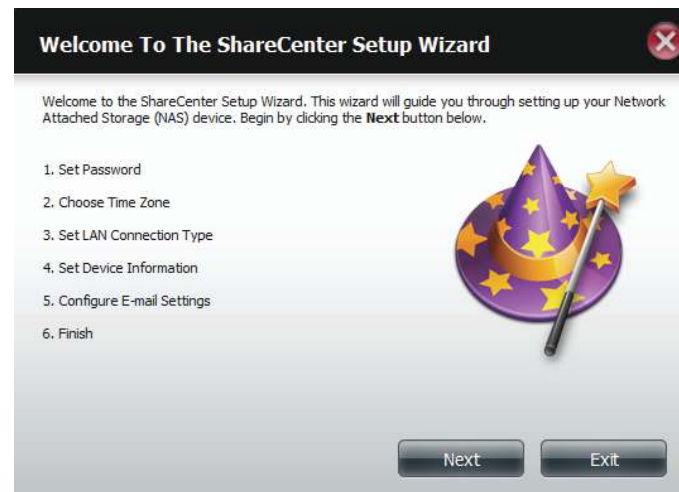 Welcome To The ShareCenter Setup Wizard
Welcome to the ShareCenter Setup Wizard. This wizard will guide you through setting up your Network
Attached Storage (NAS) device. Begin by clicking the Next button below.
1. Set Password
2. Choose Time Zone
3. Set LAN Connection Type
4. Set Device Information
5. Configure E-mail Settings
6. Finish
Next
Exit